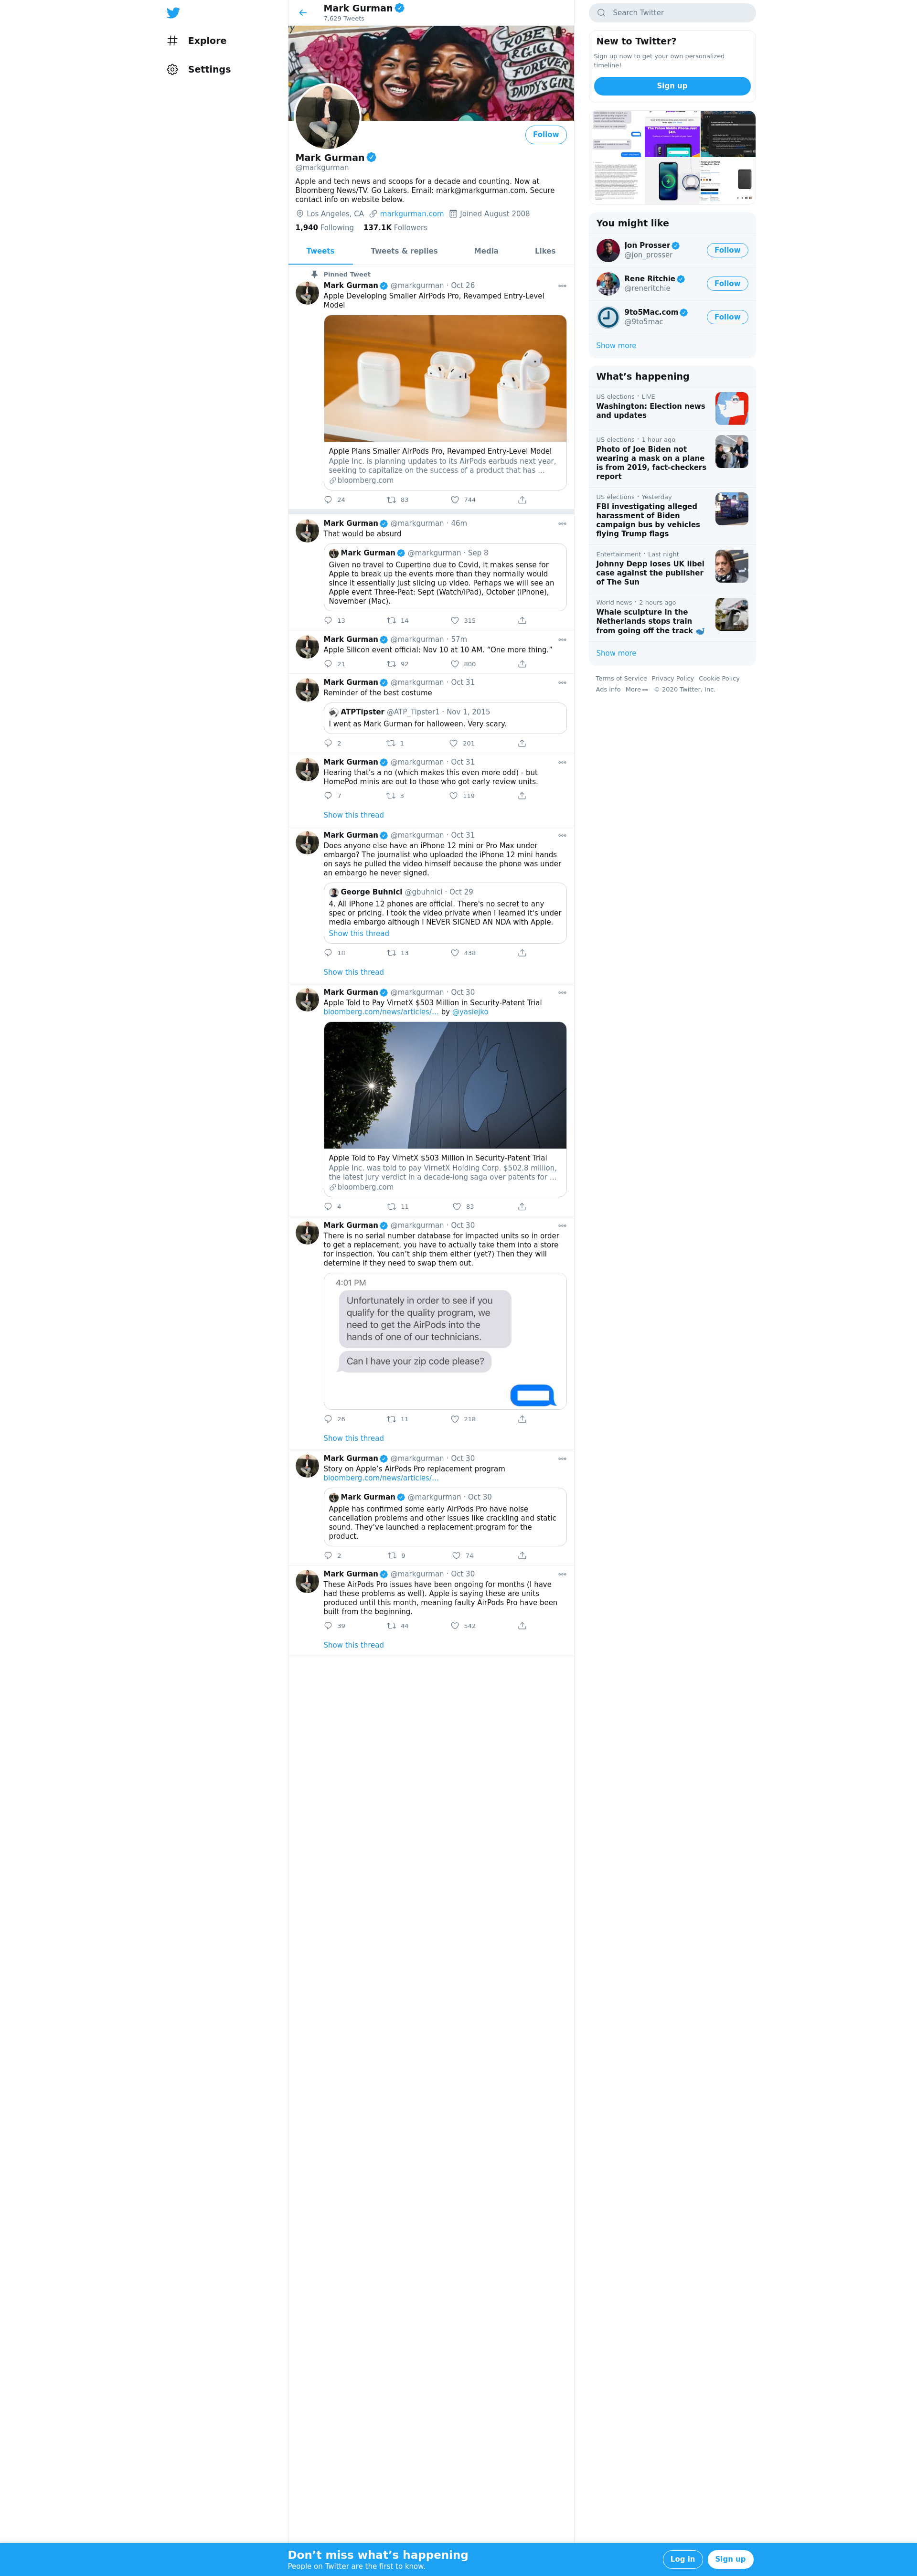 Explore
Settings
Mark Gurman
7,629 Tweets
KOBE
& GIGI
FOREVER
DADDY'S GIRL
Follow
Mark Gurman
@markgurman
Apple and tech news and scoops for a decade and counting. Now at
Bloomberg News/TV. Go Lakers. Email: mark@markgurman.com. Secure
contact info on website below.
Los Angeles, CA markgurman.com Joined August 2008
1,940 Following 137.1K Followers
Tweets Tweets & replies Media Likes
Pinned Tweet
Mark Gurman @markgurman · Oct 26
Apple Developing Smaller AirPods Pro, Revamped Entry-Level
Model
Apple Plans Smaller AirPods Pro, Revamped Entry-Level Model
Apple Inc. is planning updates to its AirPods earbuds next year,
seeking to capitalize on the success of a product that has ...
bloomberg.com
24 83 744
Mark Gurman @markgurman · 46m
That would be absurd
Mark Gurman @markgurman · Sep 8
Given no travel to Cupertino due to Covid, it makes sense for
Apple to break up the events more than they normally would
since it essentially just slicing up video. Perhaps we will see an
Apple event Three-Peat: Sept (Watch/iPad), October (iPhone),
November (Mac).
13 14 315
Mark Gurman @markgurman · 57m
Apple Silicon event official: Nov 10 at 10 AM. “One more thing.”
21 92 800
Mark Gurman @markgurman · Oct 31
Reminder of the best costume
ATPTipster @ATP_Tipster1 · Nov 1, 2015
I went as Mark Gurman for halloween. Very scary.
2 1 201
Mark Gurman @markgurman · Oct 31
Hearing that’s a no (which makes this even more odd) - but
HomePod minis are out to those who got early review units.
7 3 119
Show this thread
Mark Gurman @markgurman · Oct 31
Does anyone else have an iPhone 12 mini or Pro Max under
embargo? The journalist who uploaded the iPhone 12 mini hands
on says he pulled the video himself because the phone was under
an embargo he never signed.
George Buhnici @gbuhnici · Oct 29
4. All iPhone 12 phones are official. There's no secret to any
spec or pricing. I took the video private when I learned it's under
media embargo although I NEVER SIGNED AN NDA with Apple.
Show this thread
18 13 438
Show this thread
Mark Gurman @markgurman · Oct 30
Apple Told to Pay VirnetX $503 Million in Security-Patent Trial
bloomberg.com/news/articles/… by @yasiejko
Apple Told to Pay VirnetX $503 Million in Security-Patent Trial
Apple Inc. was told to pay VirnetX Holding Corp. $502.8 million,
the latest jury verdict in a decade-long saga over patents for ...
bloomberg.com
4 11 83
Mark Gurman @markgurman · Oct 30
There is no serial number database for impacted units so in order
to get a replacement, you have to actually take them into a store
for inspection. You can’t ship them either (yet?) Then they will
determine if they need to swap them out.
4:01 PM
Unfortunately in order to see if you
qualify for the quality program, we
need to get the AirPods into the
hands of one of our technicians.
Can I have your zip code please?
26 11 218
Show this thread
Mark Gurman @markgurman · Oct 30
Story on Apple’s AirPods Pro replacement program
bloomberg.com/news/articles/…
Mark Gurman @markgurman · Oct 30
Apple has confirmed some early AirPods Pro have noise
cancellation problems and other issues like crackling and static
sound. They’ve launched a replacement program for the
product.
2 9 74
Mark Gurman @markgurman · Oct 30
These AirPods Pro issues have been ongoing for months (I have
had these problems as well). Apple is saying these are units
produced until this month, meaning faulty AirPods Pro have been
built from the beginning.
39 44 542
Show this thread
Search Twitter
New to Twitter?
Sign up now to get your own personalized
timeline!
Sign up
You might like
Jon Prosser
@jon_prosser
Follow
Rene Ritchie
@reneritchie
Follow
9to5Mac.com
@9to5mac
Follow
Show more
What’s happening
US elections · LIVE
Washington: Election news
and updates
US elections · 1 hour ago
Photo of Joe Biden not
wearing a mask on a plane
is from 2019, fact-checkers
report
US elections · Yesterday
FBI investigating alleged
harassment of Biden
campaign bus by vehicles
flying Trump flags
Entertainment · Last night
Johnny Depp loses UK libel
case against the publisher
of The Sun
World news · 2 hours ago
Whale sculpture in the
Netherlands stops train
from going off the track 🐋
Show more
Terms of Service Privacy Policy Cookie Policy
Ads info More © 2020 Twitter, Inc.
Don’t miss what’s happening
People on Twitter are the first to know.
Log in Sign up